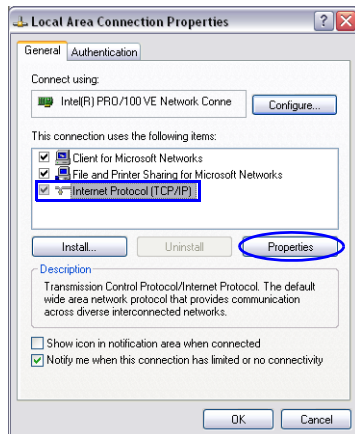 Local Area Connection Properties
General Authentication
Connect using:
Intel(R) PRO/100 VE Network Conne Configure...
This connection uses the following items:
Client for Microsoft Networks
File and Printer Sharing for Microsoft Networks
Internet Protocol (TCP/IP)
Install... Uninstall Properties
Description
Transmission Control Protocol/Internet Protocol. The default
wide area network protocol that provides communication
across diverse interconnected networks.
Show icon in notification area when connected
Notify me when this connection has limited or no connectivity
OK Cancel